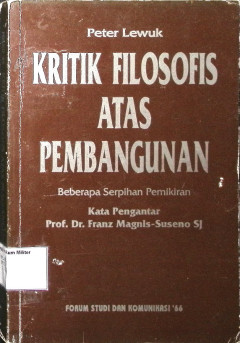 Peter Lewuk
KRITIK FILOSOFIS
ATAS
PEMBANGUNAN
Beberapa Serpihan Pemikiran
Kata Pengantar
Prof. Dr. Franz Magnis-Suseno SJ
FORUM STUDI DAN KOMUNIKASI '66